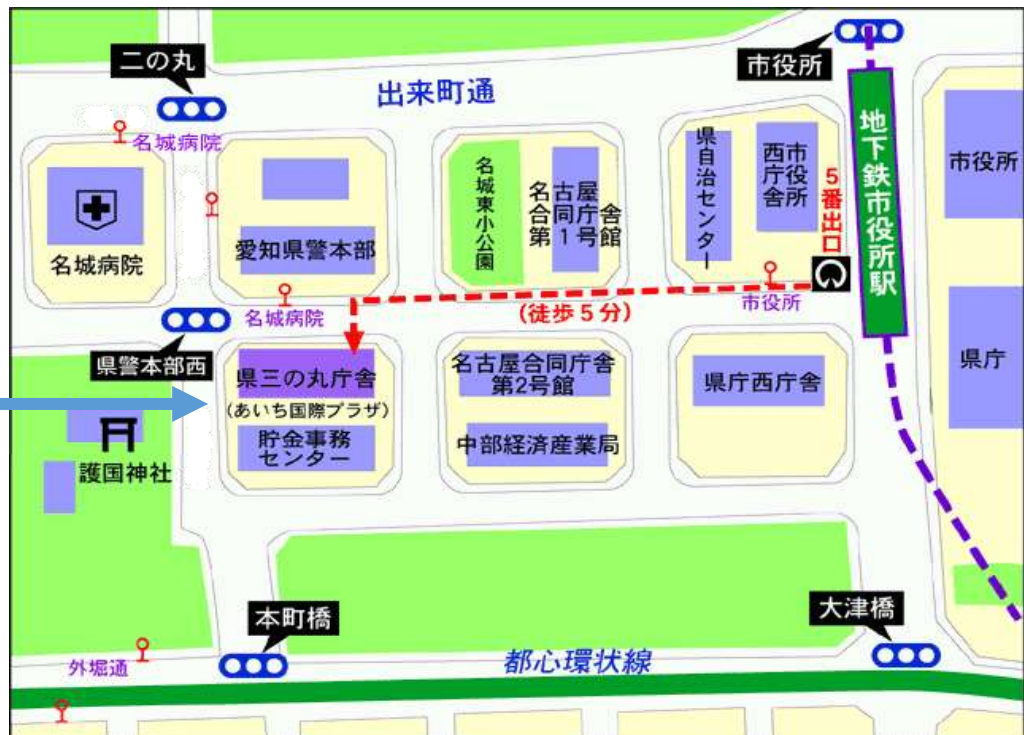 二の丸
市役所
出来町通
名城病院
名城病院
愛知県警本部
名城東小公園
名古屋
合同庁舎
第1号館
県自治センター
市役所
西庁舎
5番出口
地下鉄市役所駅
市役所
名城病院
(徒歩5分)
市役所
県警本部西
県三の丸庁舎
(あいち国際プラザ)
貯金事務
センター
名古屋合同庁舎
第2号館
中部経済産業局
県庁西庁舎
県庁
護国神社
本町橋
大津橋
外堀通
都心環状線